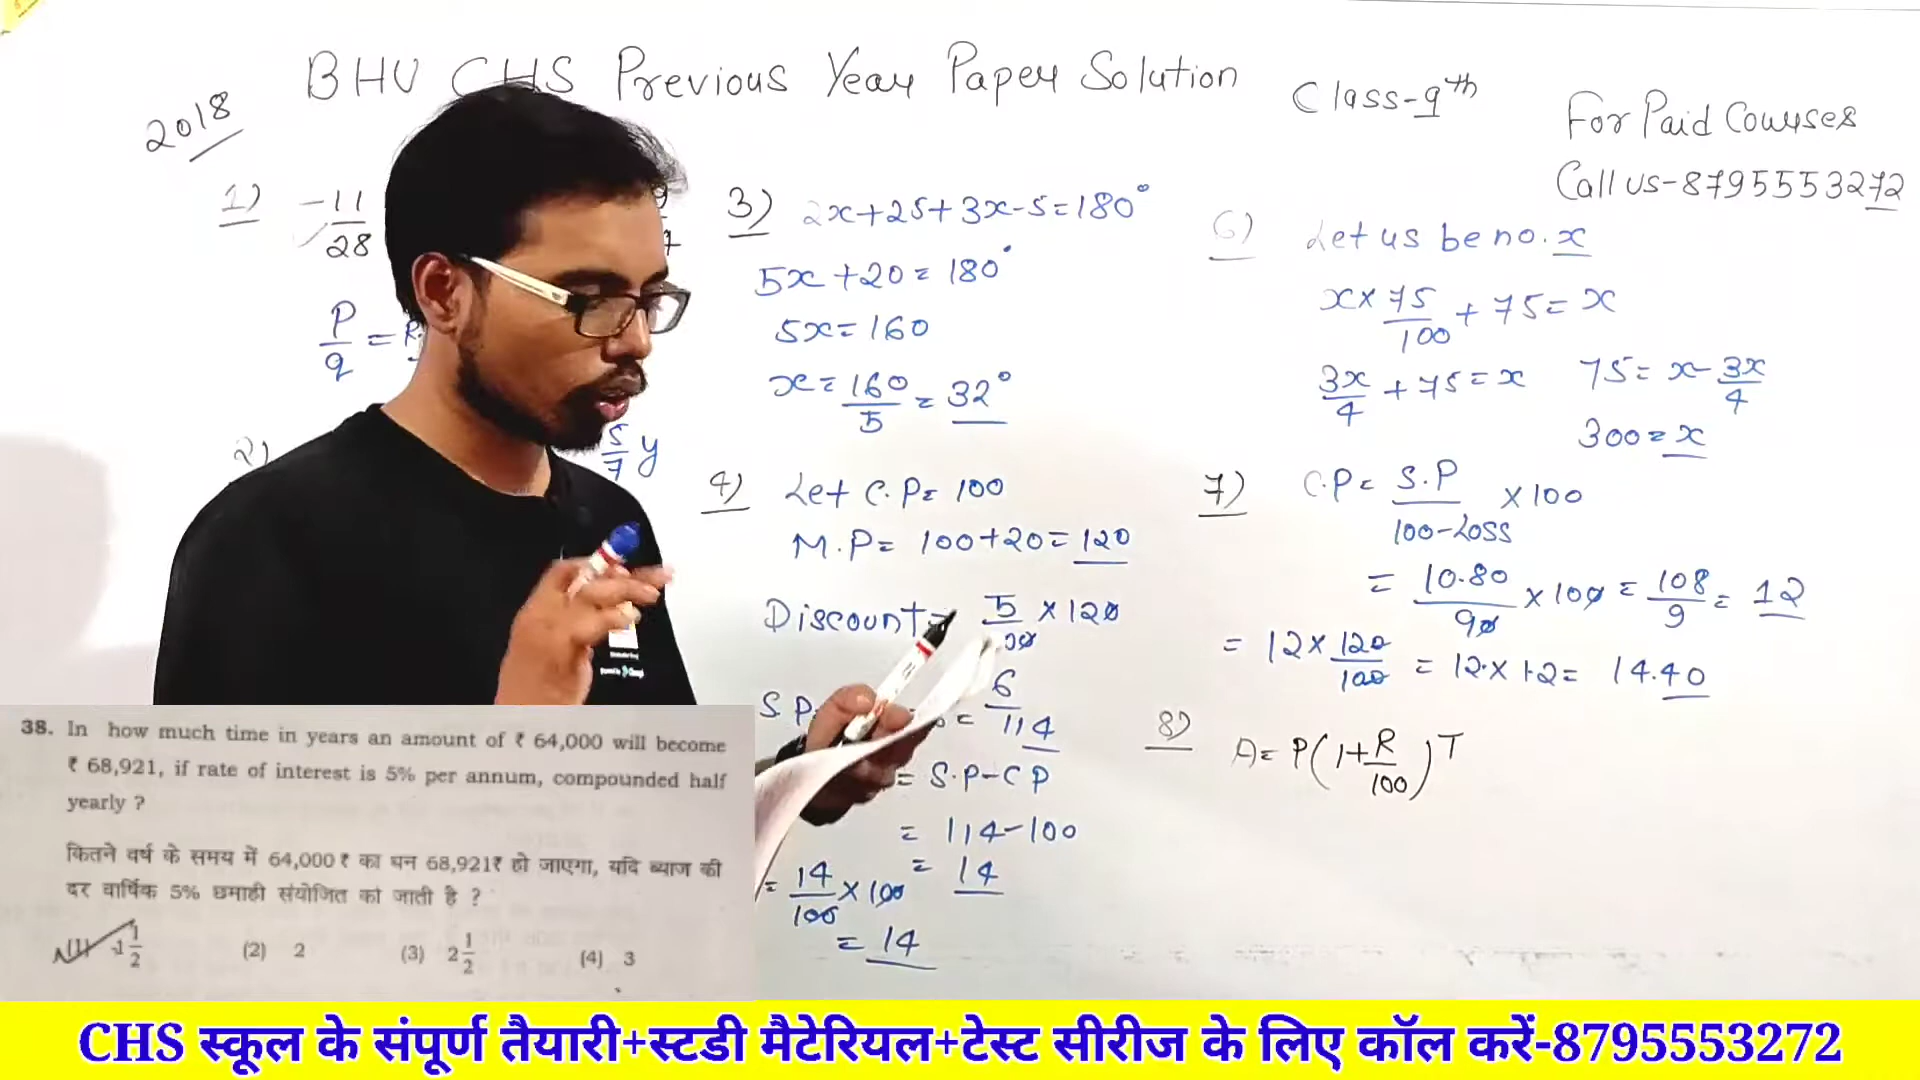 BHU CHS Previous Year Paper Solution
Class-9th
2018
For Paid Courses
Call us-8795553272
1) -11/28
P/q =
2)
5/7 y
3) 2x+25+3x-5=180°
5x+20=180°
5x=160
x=160/5=32°
4) Let C.P=100
M.P=100+20=120
Discount= 5/ ×120
6
S.P
=114
=S.P-CP
=114-100
=14
=14/100×100
=14
6) Let us be no. x
x×75/100+75=x
3x/4+75=x 75=x-3x/4
300=x
7) C.P= S.P/100-Loss ×100
= 10.80/90 ×100=108/9=12
=12×120/100=12×1.2=14.40
8) A=P(1+R/100)^T
38. In how much time in years an amount of ₹ 64,000 will become
₹ 68,921, if rate of interest is 5% per annum, compounded half
yearly ?
कितने वर्ष के समय में 64,000 ₹ का धन 68,921₹ हो जाएगा, यदि ब्याज की
दर वार्षिक 5% छमाही संयोजित की जाती है ?
(1) 1 1/2 (2) 2 (3) 2 1/2 (4) 3
CHS स्कूल के संपूर्ण तैयारी+स्टडी मैटेरियल+टेस्ट सीरीज के लिए कॉल करें-8795553272